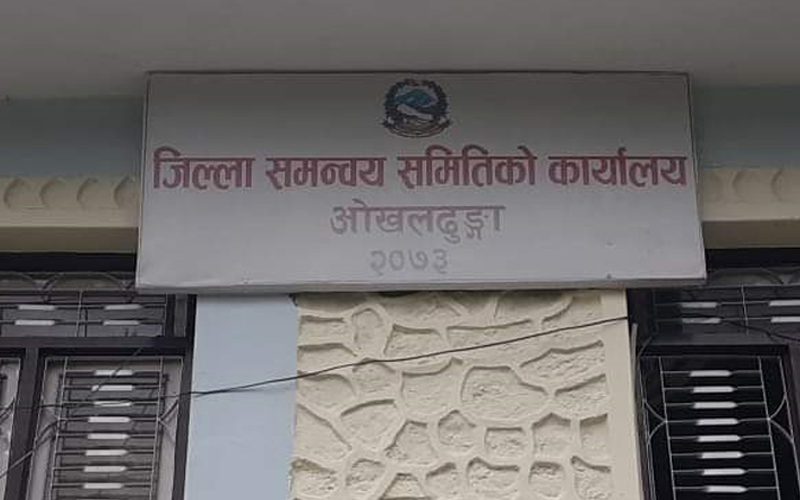 जिल्ला समन्वय समितिको कार्यालय
ओखलढुङ्गा
२०७३